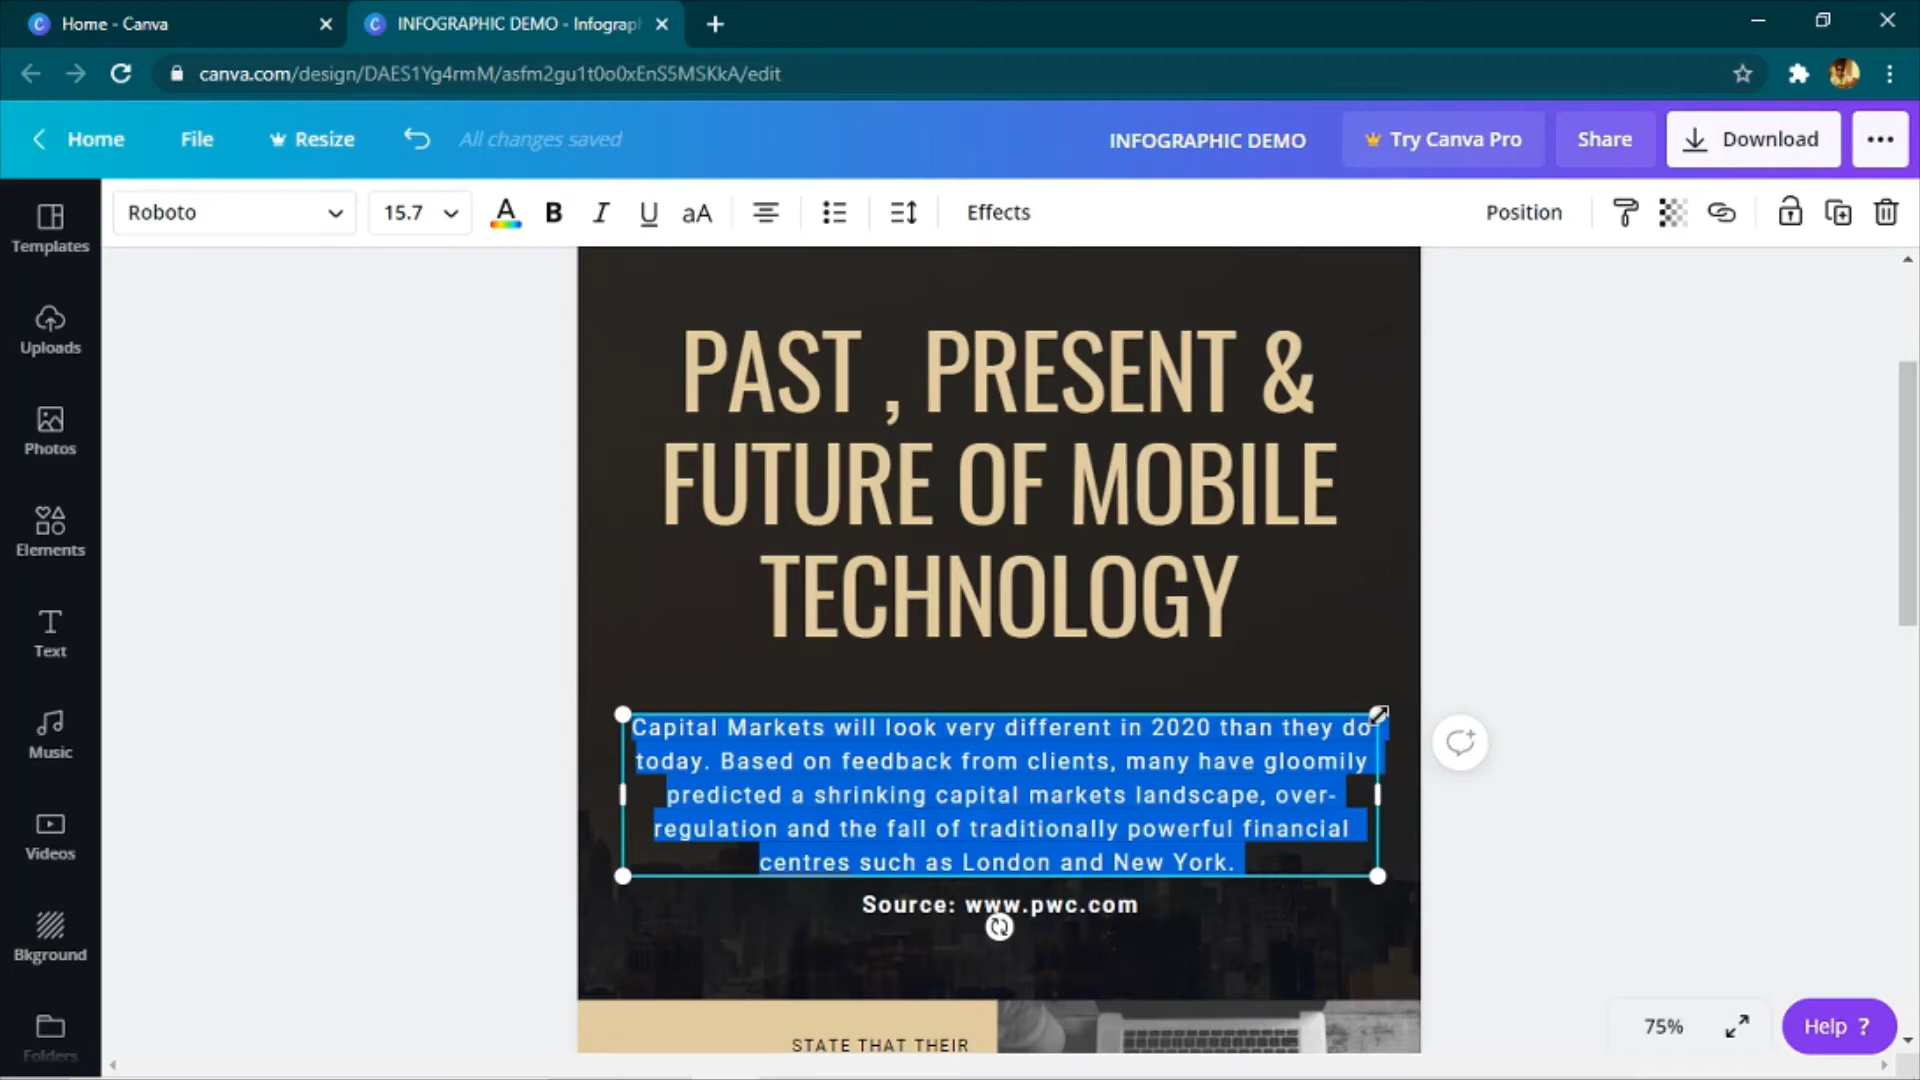 Home - Canva
INFOGRAPHIC DEMO - Infograp
canva.com/design/DAES1Yg4rmM/asfm2gu1t0o0xEnS5MSKkA/edit
Home File Resize All changes saved INFOGRAPHIC DEMO Try Canva Pro Share Download
Roboto 15.7 A B I U aA Effects Position
Templates
Uploads
Photos
Elements
Text
Music
Videos
Bkground
Folders
PAST , PRESENT &
FUTURE OF MOBILE
TECHNOLOGY
Capital Markets will look very different in 2020 than they do
today. Based on feedback from clients, many have gloomily
predicted a shrinking capital markets landscape, over-
regulation and the fall of traditionally powerful financial
centres such as London and New York.
Source: www.pwc.com
STATE THAT THEIR
75% Help ?